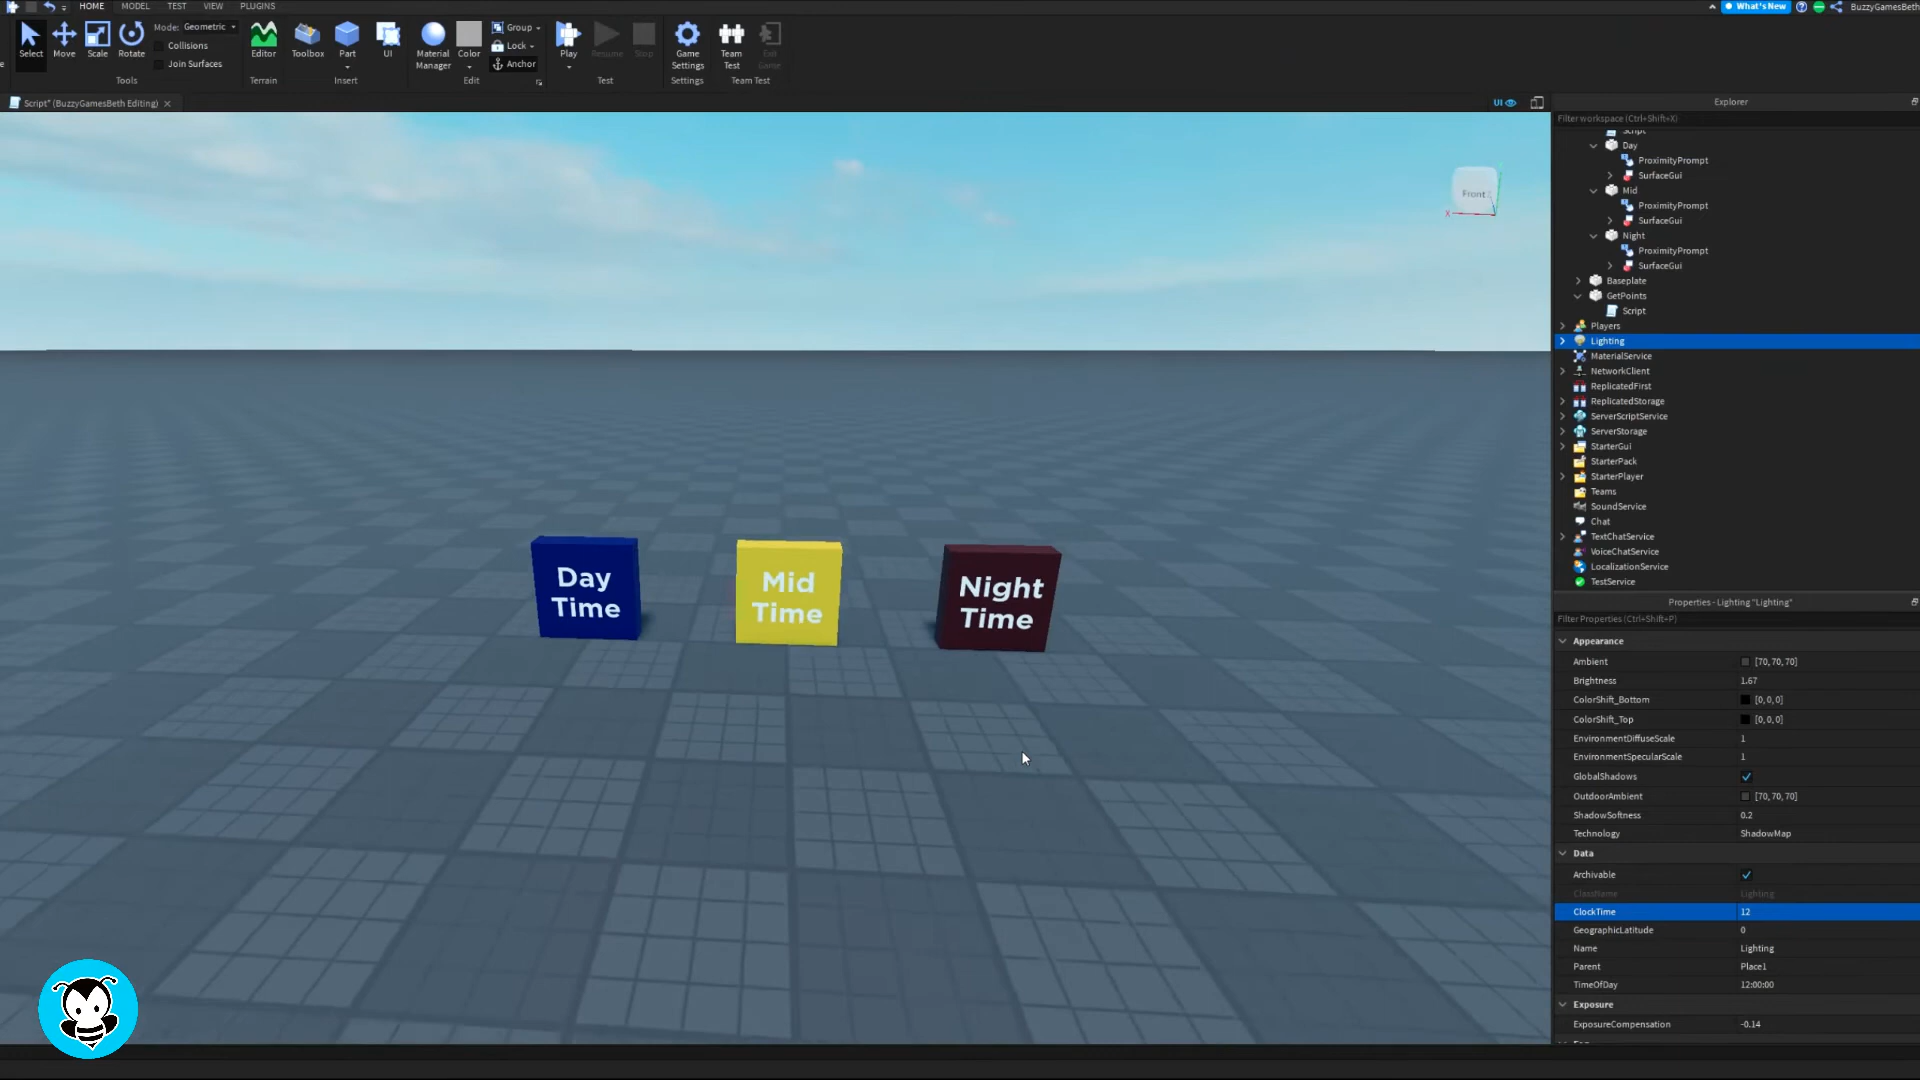 HOME MODEL TEST VIEW PLUGINS
What's New BuzzyGamesBeth
Select Move Scale Rotate
Mode: Geometric
Collisions
Join Surfaces
Tools
Editor
Terrain
Toolbox Part UI
Insert
Material Manager
Color
Group
Lock
Anchor
Edit
Play Resume Stop
Test
Game Settings
Settings
Team Test
Exit Game
Team Test
Script* (BuzzyGamesBeth Editing)
UI
Explorer
Filter workspace (Ctrl+Shift+X)
Script
Day
ProximityPrompt
SurfaceGui
Mid
ProximityPrompt
SurfaceGui
Night
ProximityPrompt
SurfaceGui
Baseplate
GetPoints
Script
Players
Lighting
MaterialService
NetworkClient
ReplicatedFirst
ReplicatedStorage
ServerScriptService
ServerStorage
StarterGui
StarterPack
StarterPlayer
Teams
SoundService
Chat
TextChatService
VoiceChatService
LocalizationService
TestService
Front
X
Day
Time
Mid
Time
Night
Time
Properties - Lighting "Lighting"
Filter Properties (Ctrl+Shift+P)
Appearance
Ambient [70, 70, 70]
Brightness 1.67
ColorShift_Bottom [0, 0, 0]
ColorShift_Top [0, 0, 0]
EnvironmentDiffuseScale 1
EnvironmentSpecularScale 1
GlobalShadows
OutdoorAmbient [70, 70, 70]
ShadowSoftness 0.2
Technology ShadowMap
Data
Archivable
ClassName Lighting
ClockTime 12
GeographicLatitude 0
Name Lighting
Parent Place1
TimeOfDay 12:00:00
Exposure
ExposureCompensation -0.14